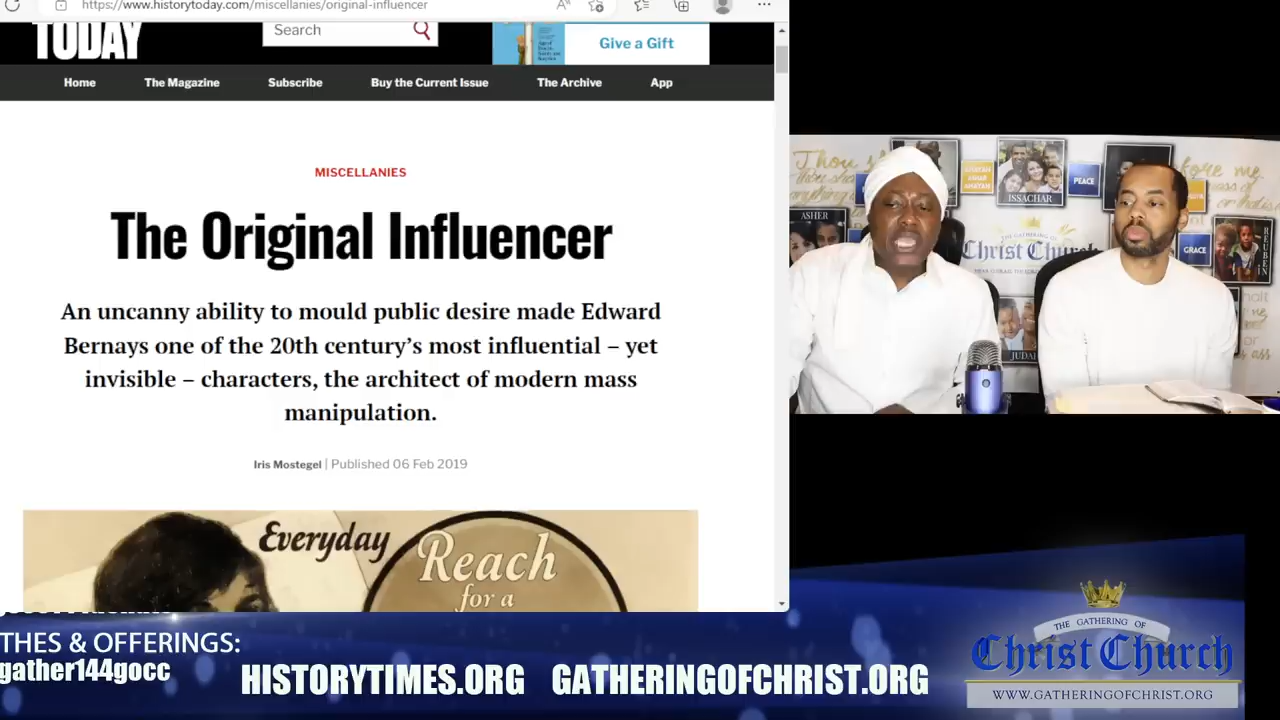 https://www.historytoday.com/miscellanies/original-influencer
TODAY
Search
Give a Gift
Home
The Magazine
Subscribe
Buy the Current Issue
The Archive
App
MISCELLANIES
The Original Influencer
An uncanny ability to mould public desire made Edward
Bernays one of the 20th century's most influential – yet
invisible – characters, the architect of modern mass
manipulation.
Iris Mostegel | Published 06 Feb 2019
Everyday
Reach
for a
ISSACHAR
PEACE
ASHER
THE GATHERING OF
Christ Church
GRACE
REUBEN
JUDAH
THES & OFFERINGS:
gather144gocc
HISTORYTIMES.ORG GATHERINGOFCHRIST.ORG
THE GATHERING OF
Christ Church
WWW.GATHERINGOFCHRIST.ORG